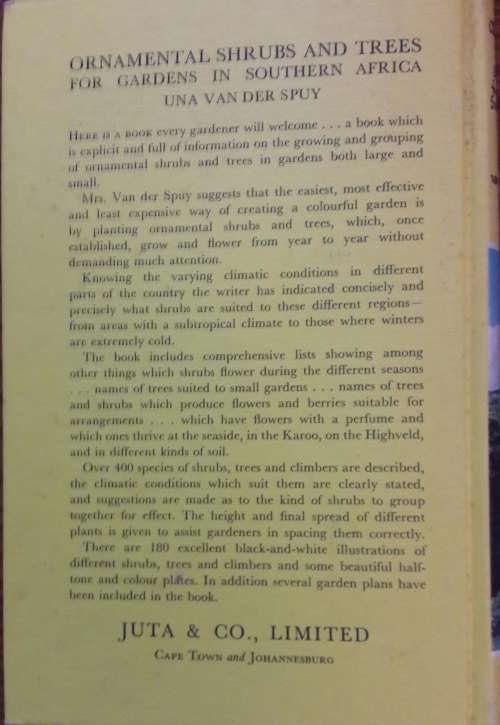 ORNAMENTAL SHRUBS AND TREES
FOR GARDENS IN SOUTHERN AFRICA
UNA VAN DER SPUY
HERE IS A BOOK every gardener will welcome . . . a book which
is explicit and full of information on the growing and grouping
of ornamental shrubs and trees in gardens both large and
small.
Mrs. Van der Spuy suggests that the easiest, most effective
and least expensive way of creating a colourful garden is
by planting ornamental shrubs and trees, which, once
established, grow and flower from year to year without
demanding much attention.
Knowing the varying climatic conditions in different
parts of the country the writer has indicated concisely and
precisely what shrubs are suited to these different regions—
from areas with a subtropical climate to those where winters
are extremely cold.
The book includes comprehensive lists showing among
other things which shrubs flower during the different seasons
. . . names of trees suited to small gardens . . . names of trees
and shrubs which produce flowers and berries suitable for
arrangements . . . which have flowers with a perfume and
which ones thrive at the seaside, in the Karoo, on the Highveld,
and in different kinds of soil.
Over 400 species of shrubs, trees and climbers are described,
the climatic conditions which suit them are clearly stated,
and suggestions are made as to the kind of shrubs to group
together for effect. The height and final spread of different
plants is given to assist gardeners in spacing them correctly.
There are 180 excellent black-and-white illustrations of
different shrubs, trees and climbers and some beautiful half-
tone and colour plates. In addition several garden plans have
been included in the book.
JUTA & CO., LIMITED
CAPE TOWN and JOHANNESBURG